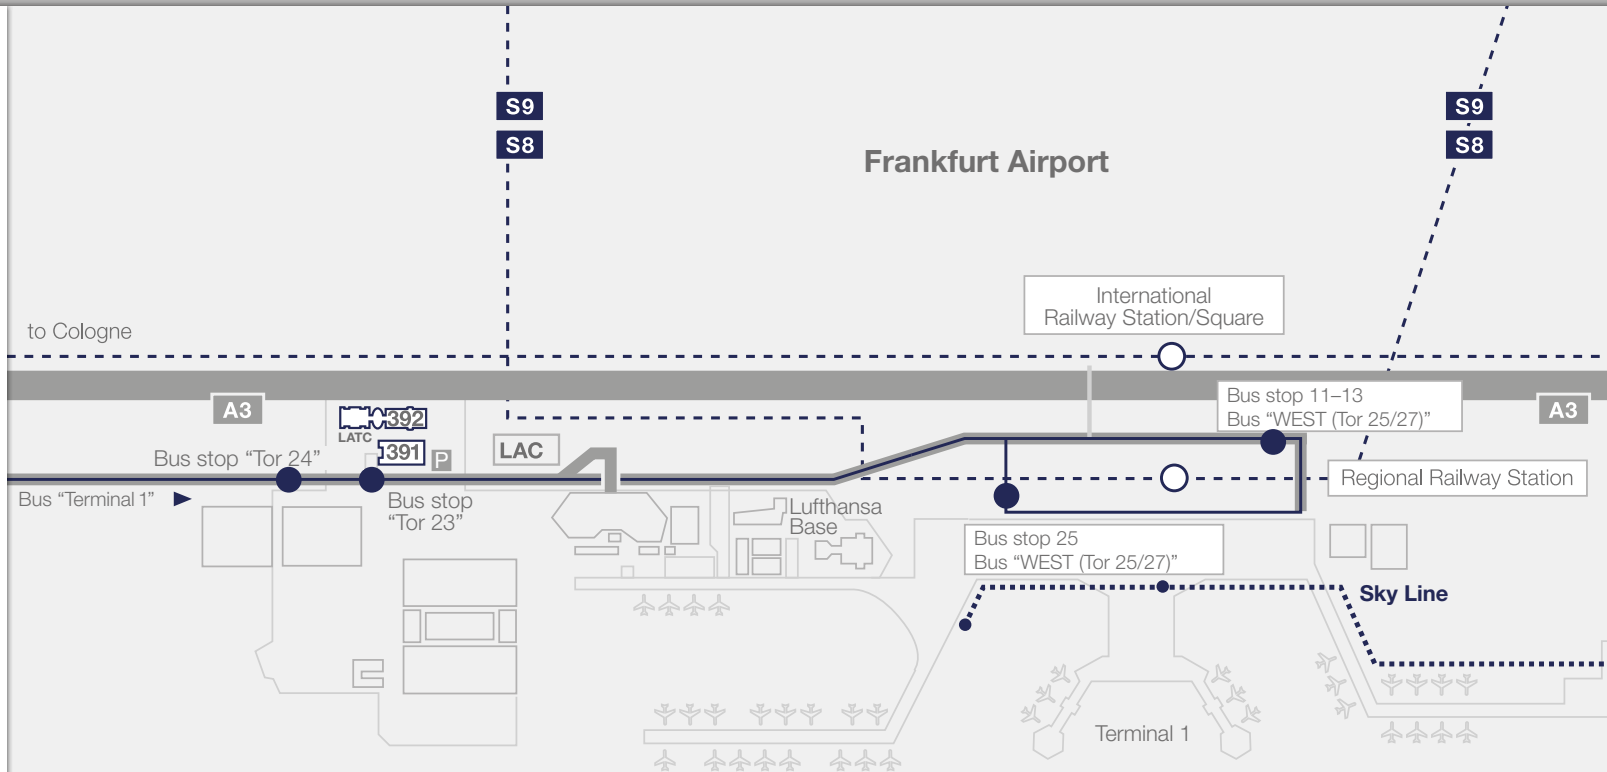 S9
S8
S9
S8
Frankfurt Airport
International
Railway Station/Square
to Cologne
A3
392
LATC
391
P
LAC
Bus stop 11–13
Bus “WEST (Tor 25/27)”
A3
Bus stop “Tor 24”
Regional Railway Station
Bus “Terminal 1”
Bus stop
“Tor 23”
Lufthansa
Base
Bus stop 25
Bus “WEST (Tor 25/27)”
Sky Line
Terminal 1